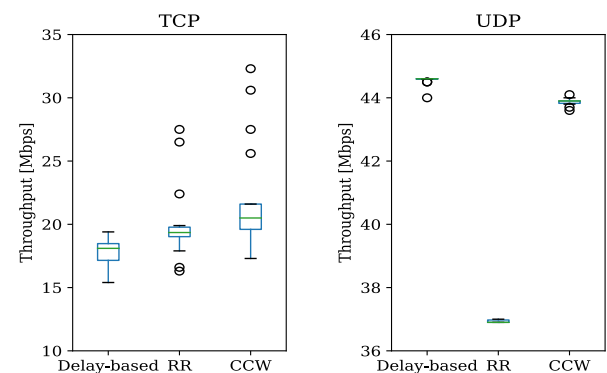 TCP
Throughput [Mbps]
35
30
25
20
15
10
Delay-based RR CCW
UDP
Throughput [Mbps]
46
44
42
40
38
36
Delay-based RR CCW